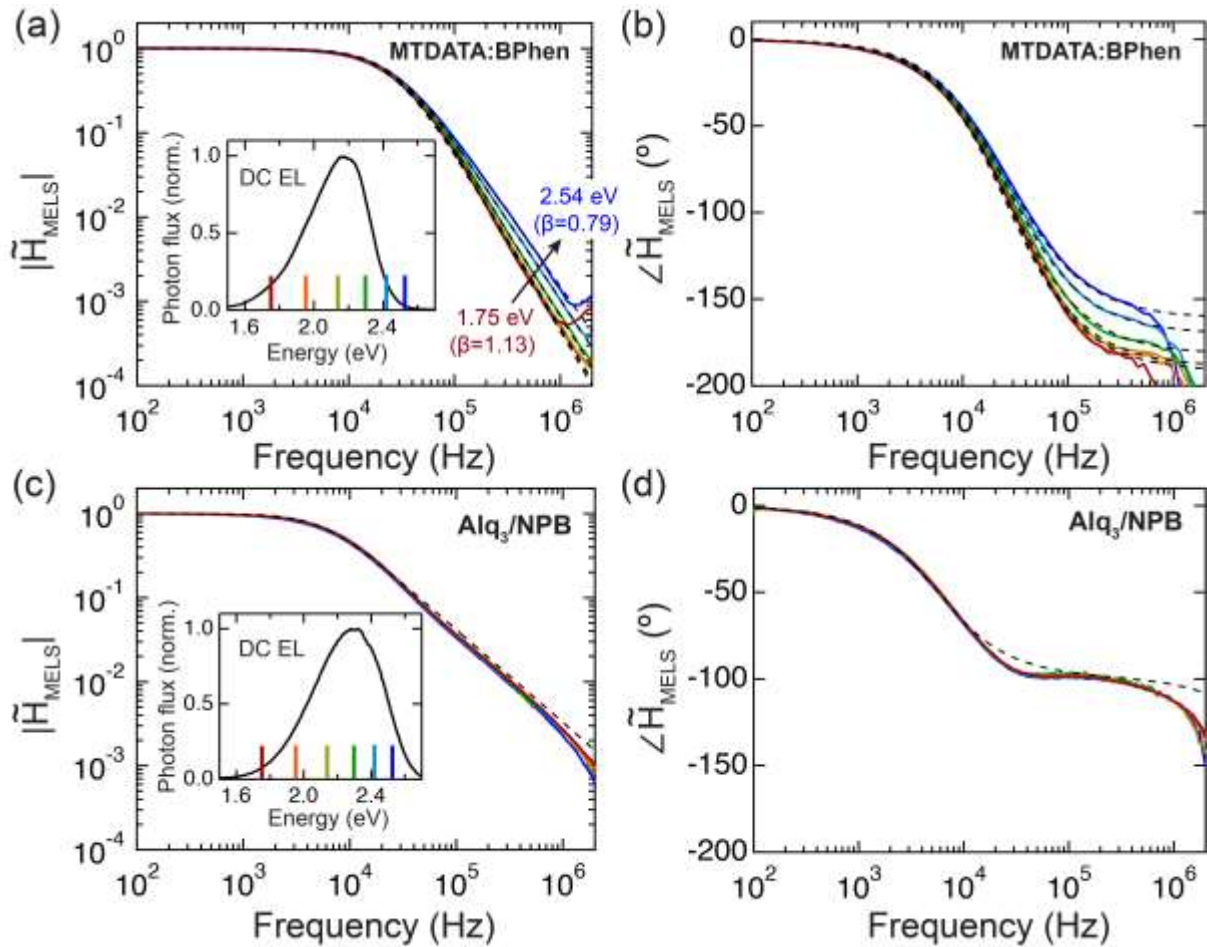 (a)
MTDATA:BPhen
|H̃MELS|
10⁰
10⁻¹
10⁻²
10⁻³
10⁻⁴
DC EL
Photon flux (norm.)
1.0
0.5
0.0
1.6 2.0 2.4
Energy (eV)
2.54 eV
(β=0.79)
1.75 eV
(β=1.13)
10² 10³ 10⁴ 10⁵ 10⁶
Frequency (Hz)
(b)
MTDATA:BPhen
∠H̃MELS (º)
0
-50
-100
-150
-200
10² 10³ 10⁴ 10⁵ 10⁶
Frequency (Hz)
(c)
Alq₃/NPB
|H̃MELS|
10⁰
10⁻¹
10⁻²
10⁻³
10⁻⁴
DC EL
Photon flux (norm.)
1.0
0.5
0.0
1.6 2.0 2.4
Energy (eV)
10² 10³ 10⁴ 10⁵ 10⁶
Frequency (Hz)
(d)
Alq₃/NPB
∠H̃MELS (º)
0
-50
-100
-150
-200
10² 10³ 10⁴ 10⁵ 10⁶
Frequency (Hz)